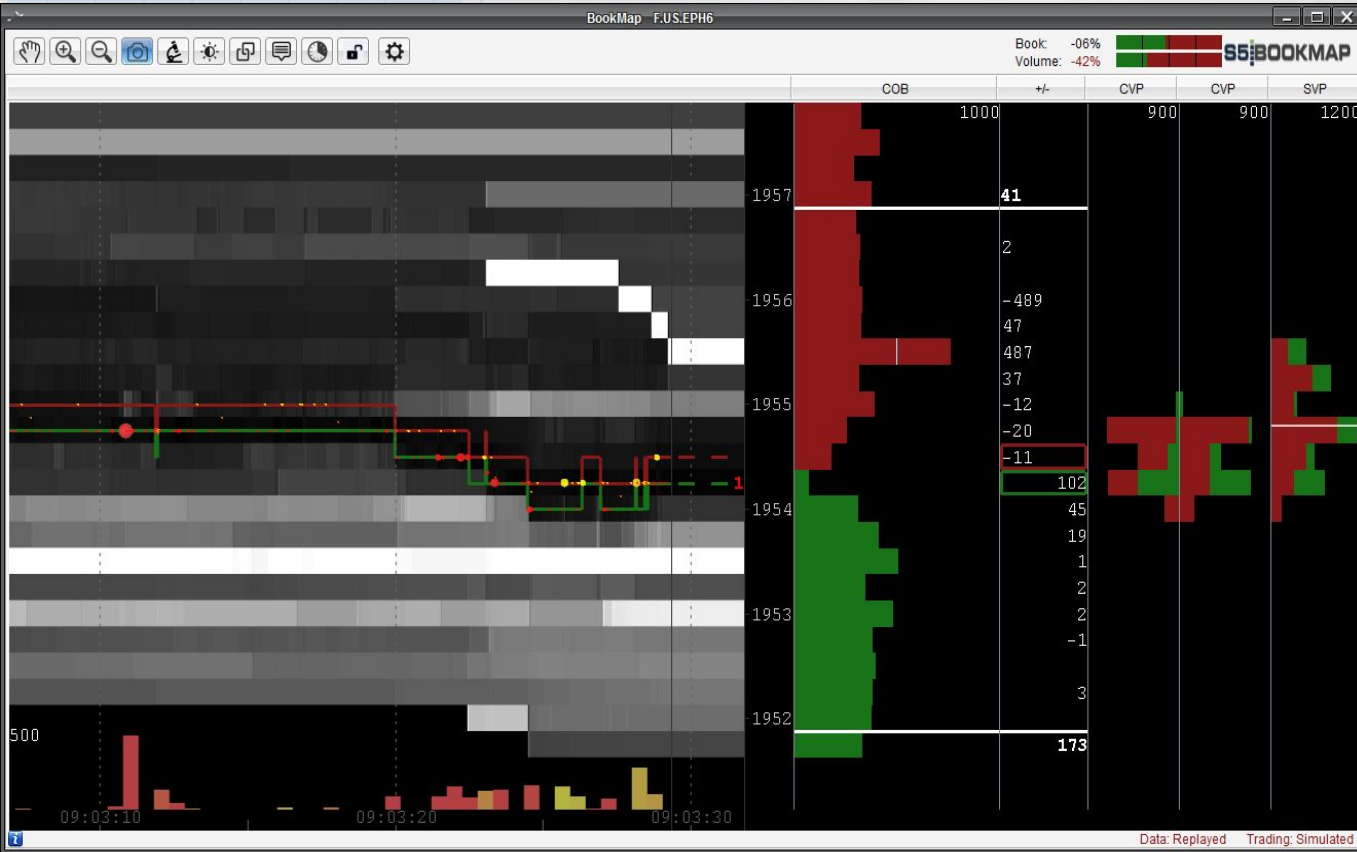 BookMap F.US.EPH6
Book: -06%
Volume: -42%
S5 BOOKMAP
COB +/- CVP CVP SVP
1000 900 900 1200
1957 41
2
1956 -489
47
487
37
1955 -12
-20
-11
1 102
1954 45
19
1
2
1953 2
-1
3
1952
500 173
09:03:10 09:03:20 09:03:30
Data: Replayed Trading: Simulated